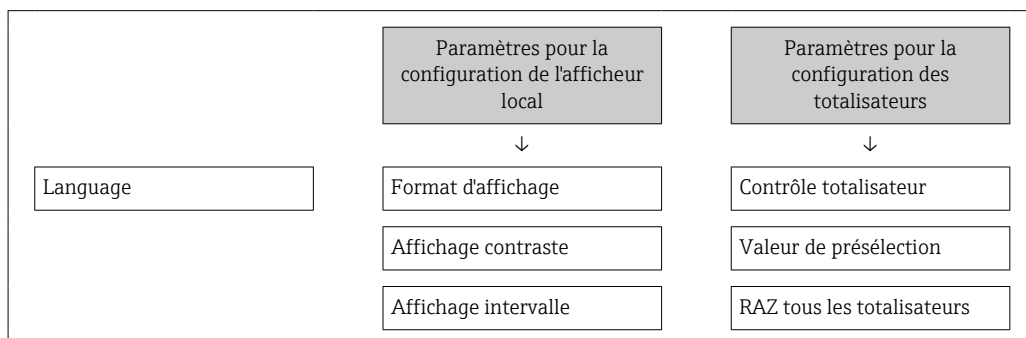 Paramètres pour la
configuration de l'afficheur
local
Paramètres pour la
configuration des
totalisateurs
↓
↓
Language
Format d'affichage
Contrôle totalisateur
Affichage contraste
Valeur de présélection
Affichage intervalle
RAZ tous les totalisateurs